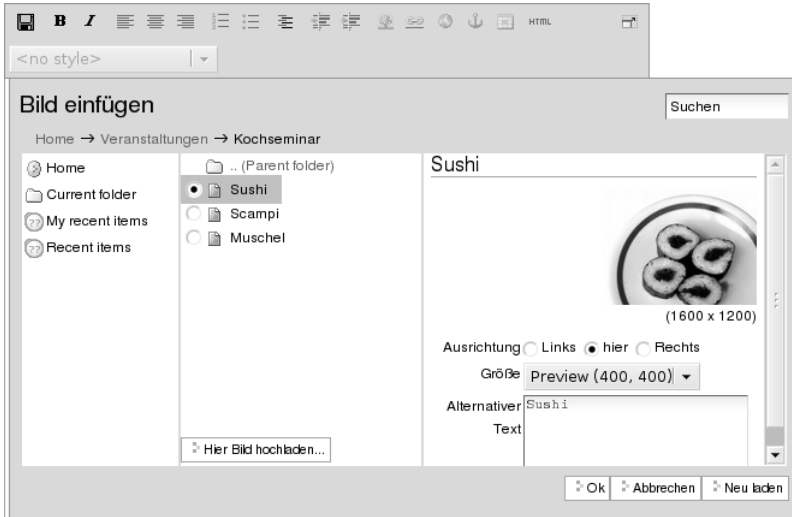 B I HTML
<no style>
Bild einfügen
Suchen
Home → Veranstaltungen → Kochseminar
Home
Current folder
My recent items
Recent items
.. (Parent folder)
Sushi
Scampi
Muschel
Hier Bild hochladen...
Sushi
(1600 x 1200)
Ausrichtung Links hier Rechts
Größe Preview (400, 400)
Alternativer Text
Sushi
Ok Abbrechen Neu laden